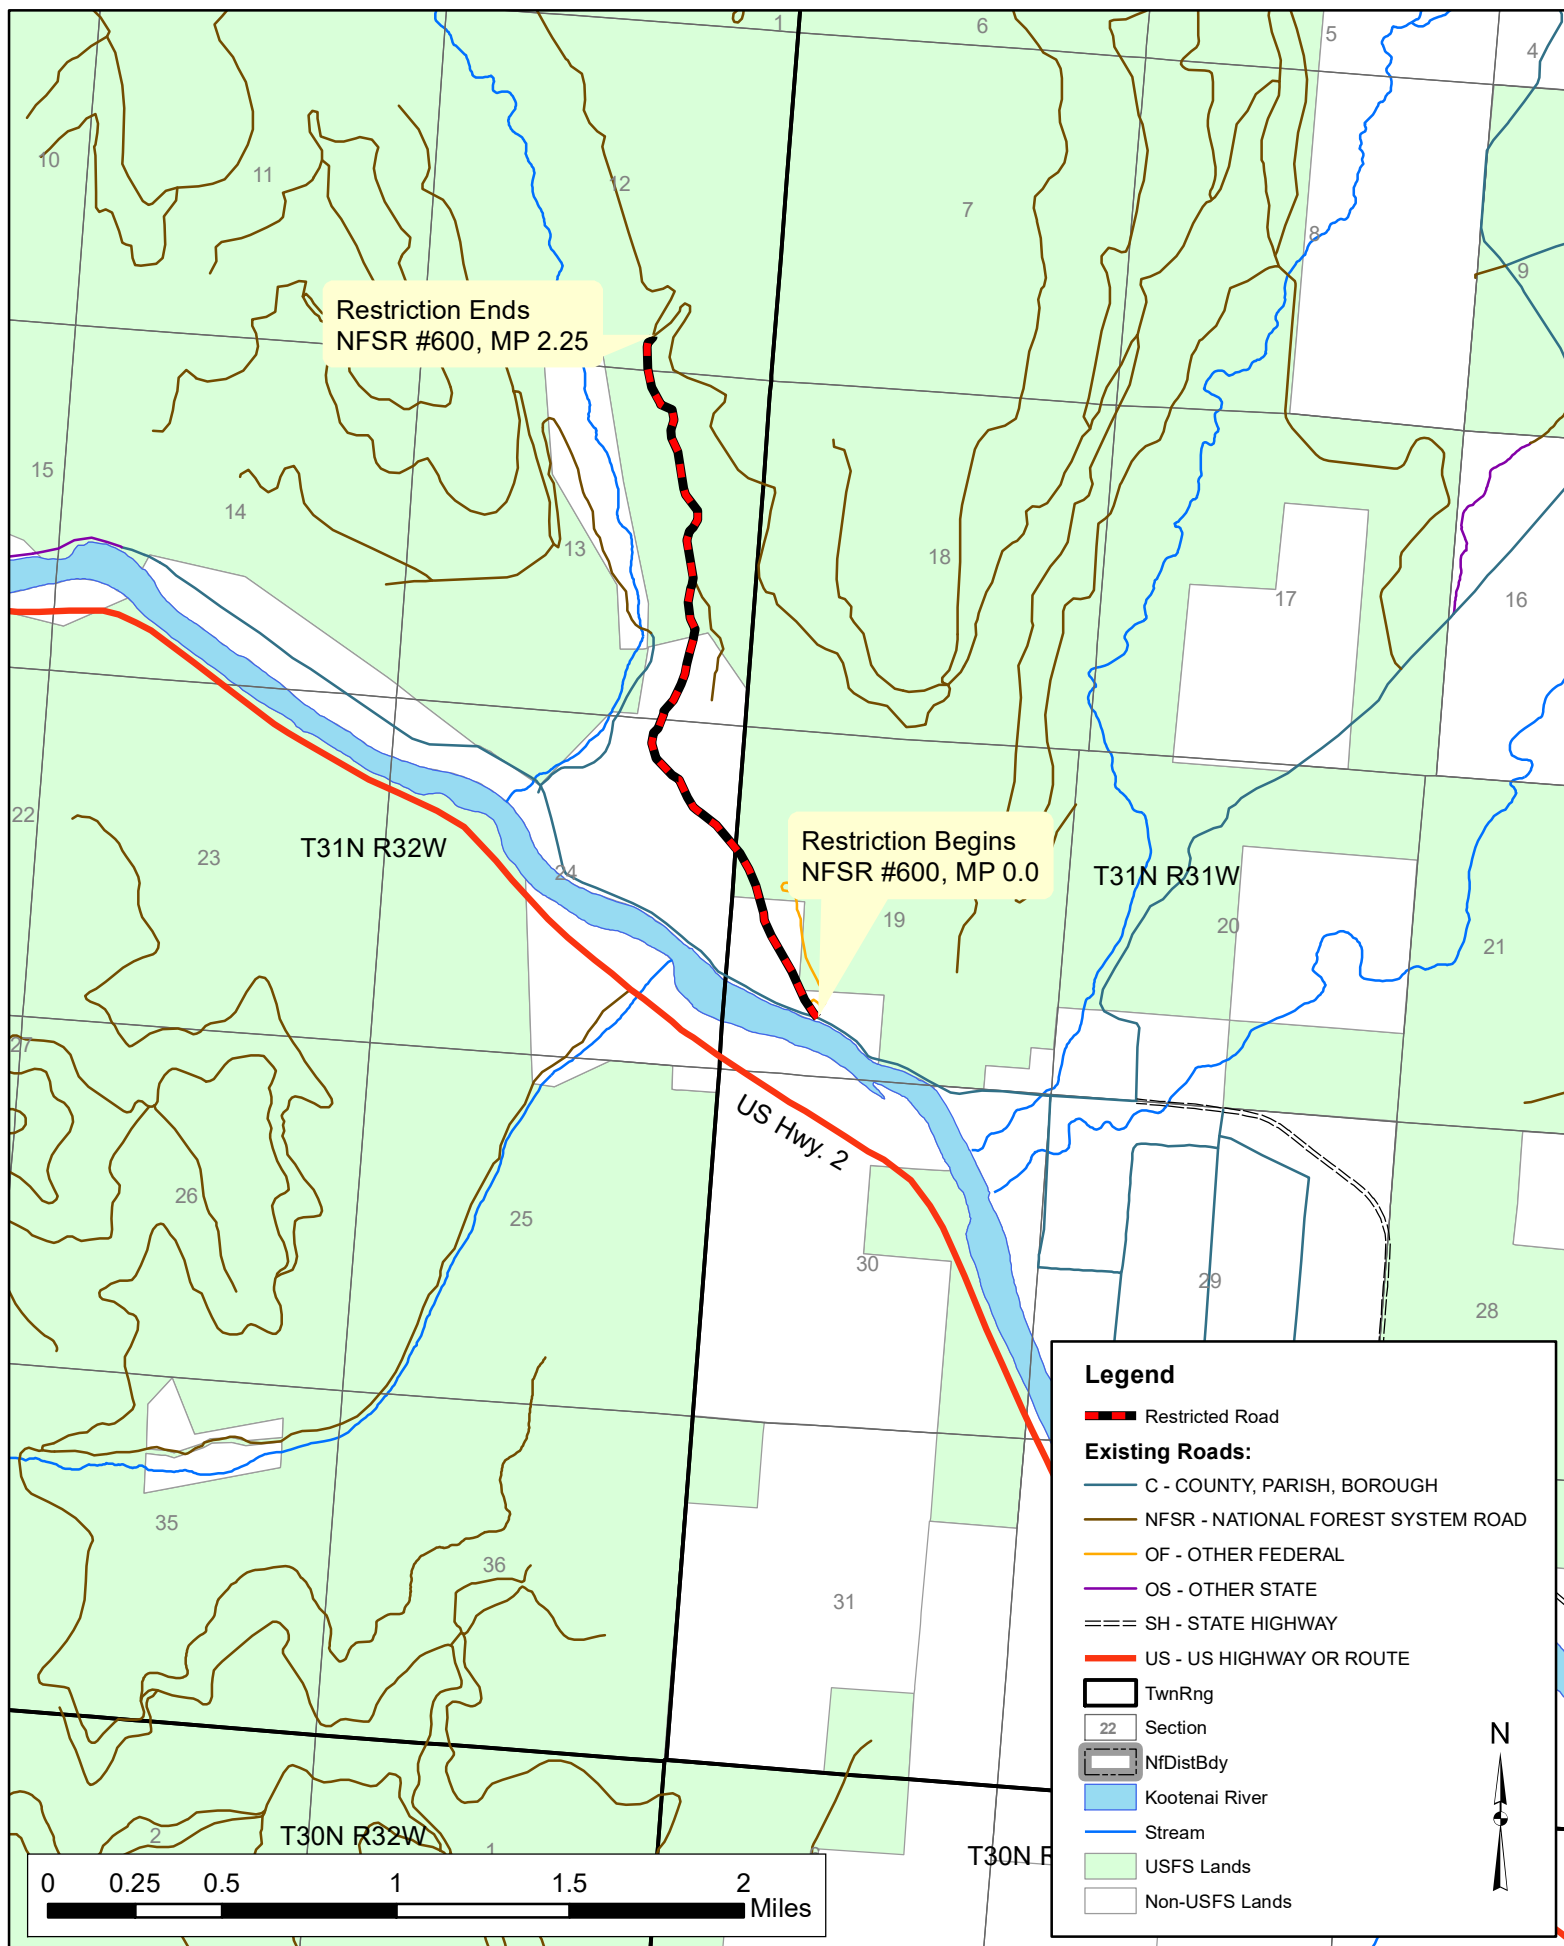 1
6
5
4
10
11
12
7
8
9
Restriction Ends
NFSR #600, MP 2.25
15
14
13
18
17
16
22
23
T31N R32W
24
Restriction Begins
NFSR #600, MP 0.0
19
T31N R31W
20
21
27
US Hwy. 2
26
25
30
29
28
35
36
31
2
T30N R32W
1
T30N R
0 0.25 0.5 1 1.5 2
Miles
Legend
Restricted Road
Existing Roads:
C - COUNTY, PARISH, BOROUGH
NFSR - NATIONAL FOREST SYSTEM ROAD
OF - OTHER FEDERAL
OS - OTHER STATE
SH - STATE HIGHWAY
US - US HIGHWAY OR ROUTE
TwnRng
22 Section
NfDistBdy
Kootenai River
Stream
USFS Lands
Non-USFS Lands
N